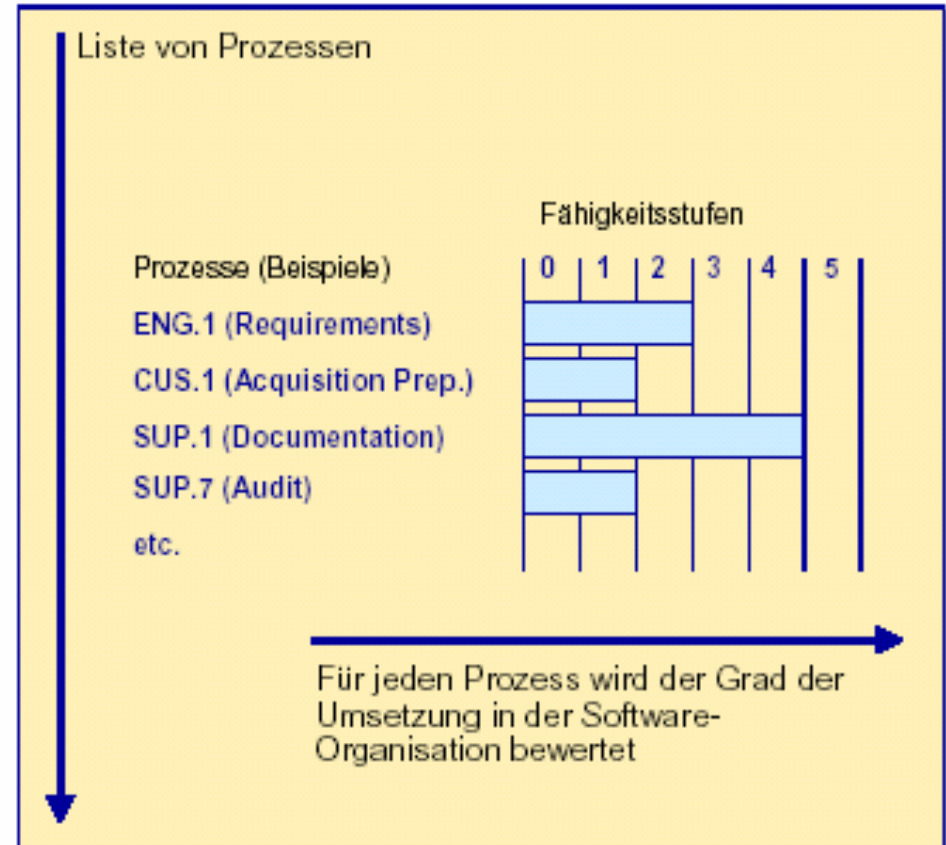 Liste von Prozessen
Fähigkeitsstufen
Prozesse (Beispiele)
0 1 2 3 4 5
ENG.1 (Requirements)
CUS.1 (Acquisition Prep.)
SUP.1 (Documentation)
SUP.7 (Audit)
etc.
Für jeden Prozess wird der Grad der
Umsetzung in der Software-
Organisation bewertet